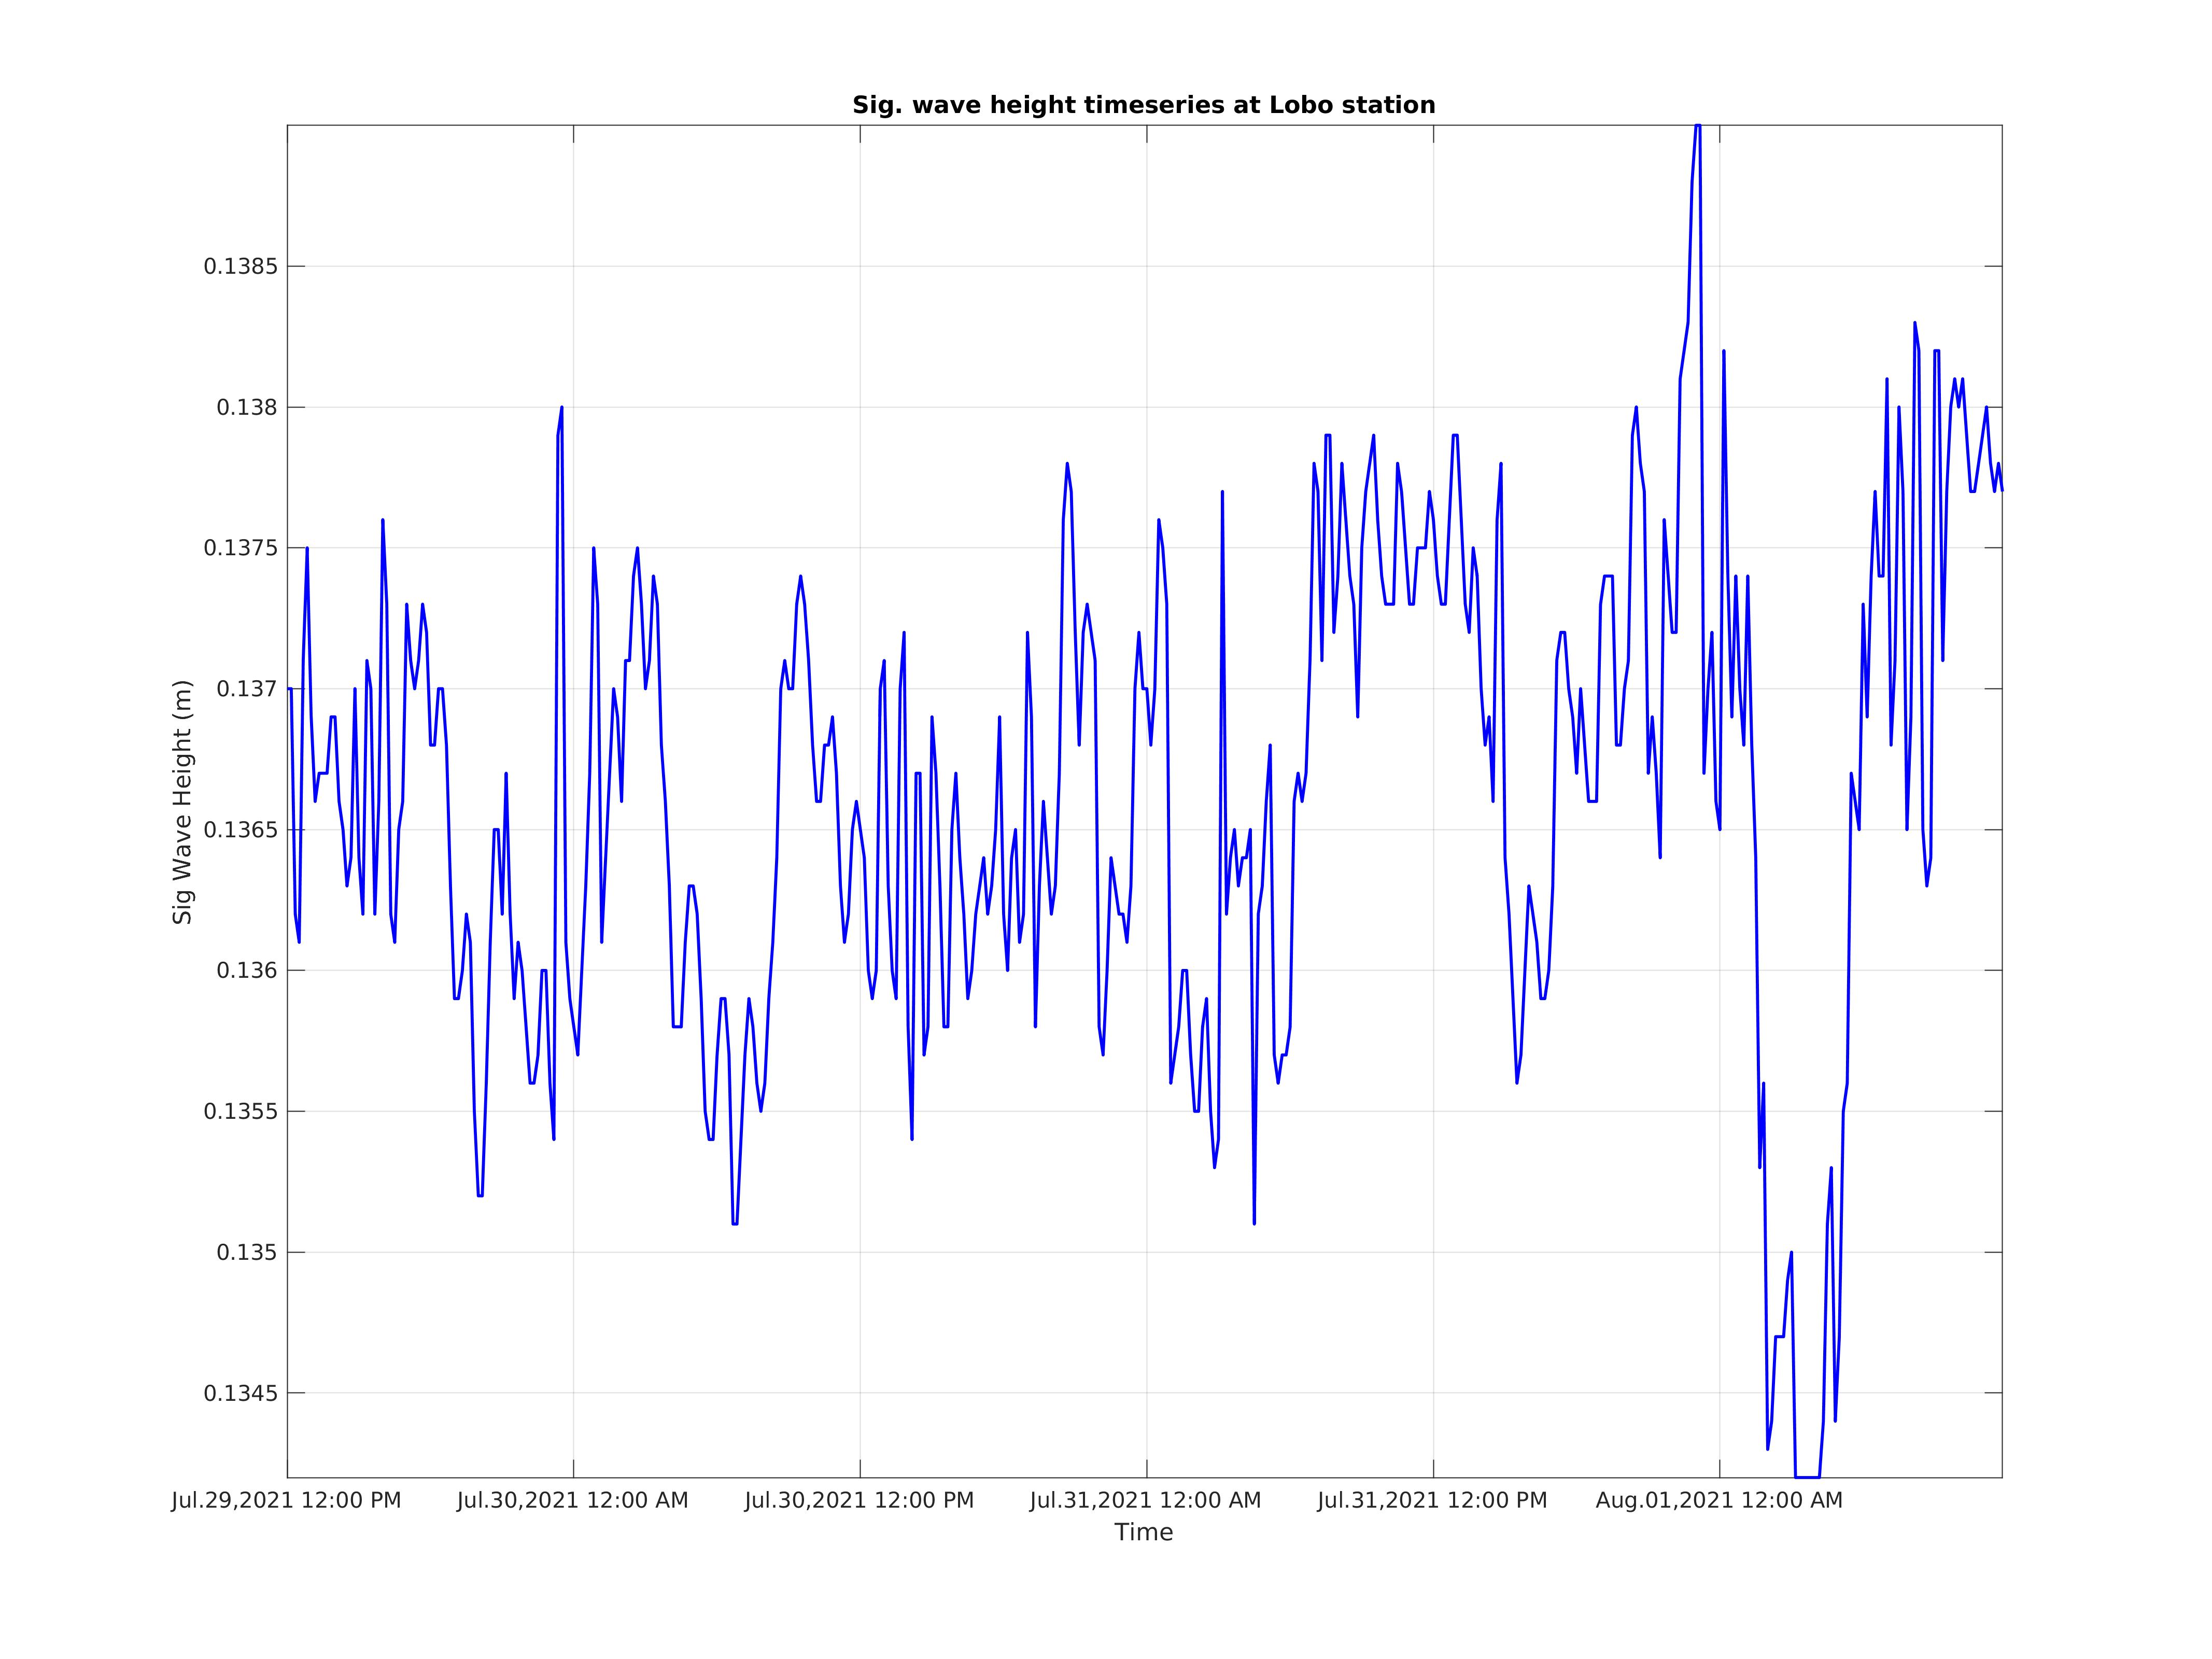 Sig. wave height timeseries at Lobo station
0.1385
0.138
0.1375
0.137
0.1365
0.136
0.1355
0.135
0.1345
Sig Wave Height (m)
Jul.29,2021 12:00 PM Jul.30,2021 12:00 AM Jul.30,2021 12:00 PM Jul.31,2021 12:00 AM Jul.31,2021 12:00 PM Aug.01,2021 12:00 AM
Time